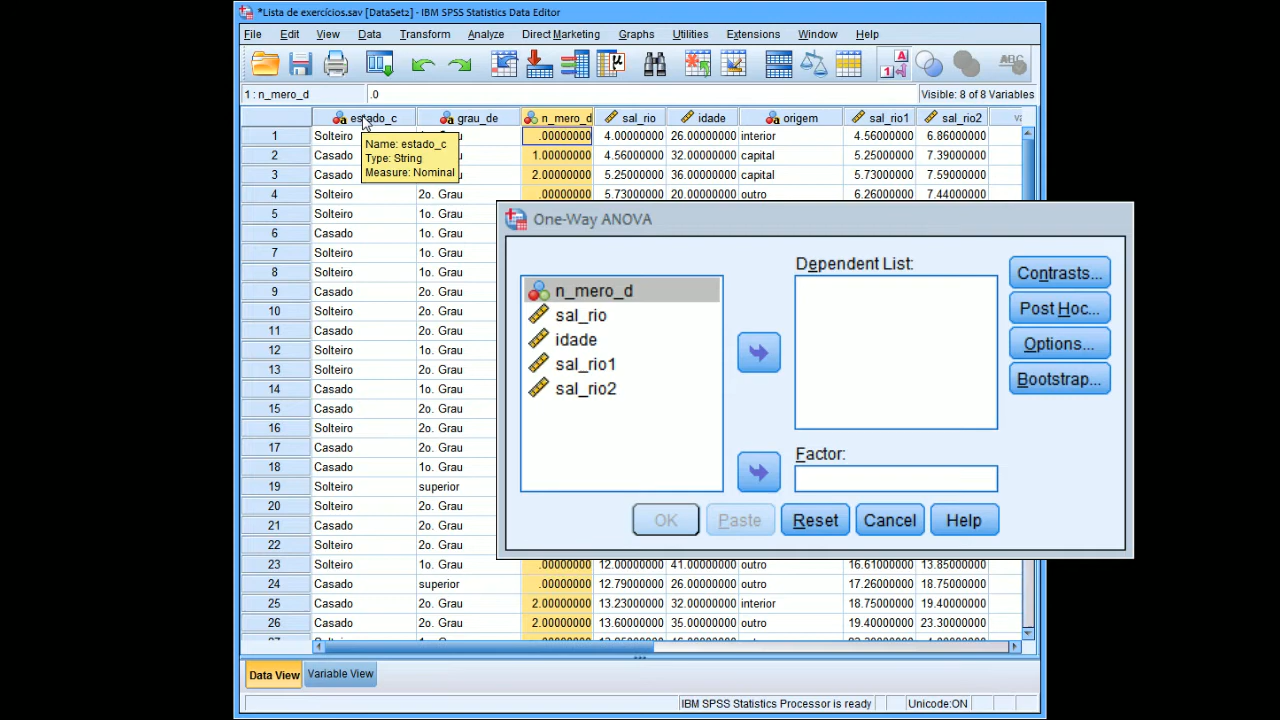 *Lista de exercícios.sav [DataSet2] - IBM SPSS Statistics Data Editor
File Edit View Data Transform Analyze Direct Marketing Graphs Utilities Extensions Window Help
1 : n_mero_d .0 Visible: 8 of 8 Variables
estado_c grau_de n_mero_d sal_rio idade origem sal_rio1 sal_rio2
1 Solteiro Grau .00000000 4.00000000 26.00000000 interior 4.56000000 6.86000000
2 Casado 1.00000000 4.56000000 32.00000000 capital 5.25000000 7.39000000
3 Casado 2.00000000 5.25000000 36.00000000 capital 5.73000000 7.59000000
4 Solteiro 2o. Grau .00000000 5.73000000 20.00000000 outro 6.26000000 7.44000000
Name: estado_c
Type: String
Measure: Nominal
5 Solteiro 1o. Grau
6 Casado 1o. Grau
7 Solteiro 1o. Grau
8 Solteiro 1o. Grau
9 Casado 2o. Grau
10 Solteiro 2o. Grau
11 Casado 2o. Grau
12 Solteiro 1o. Grau
13 Solteiro 2o. Grau
14 Casado 1o. Grau
15 Casado 2o. Grau
16 Solteiro 2o. Grau
17 Casado 2o. Grau
18 Casado 1o. Grau
19 Solteiro superior
20 Solteiro 2o. Grau
21 Casado 2o. Grau
22 Solteiro 2o. Grau
23 Solteiro 1o. Grau .00000000 12.00000000 41.00000000 outro 16.61000000 13.85000000
24 Casado superior .00000000 12.79000000 26.00000000 outro 17.26000000 18.75000000
25 Casado 2o. Grau 2.00000000 13.23000000 32.00000000 interior 18.75000000 19.40000000
26 Casado 2o. Grau 2.00000000 13.60000000 35.00000000 outro 19.40000000 23.30000000
One-Way ANOVA
n_mero_d
sal_rio
idade
sal_rio1
sal_rio2
Dependent List:
Factor:
Contrasts...
Post Hoc...
Options...
Bootstrap...
OK Paste Reset Cancel Help
Data View Variable View
IBM SPSS Statistics Processor is ready Unicode:ON